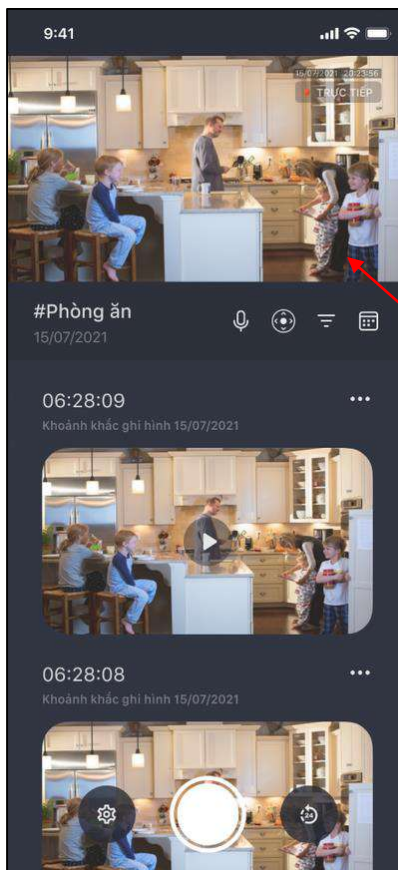 9:41
15/07/2021 20:23:56
TRỰC TIẾP
#Phòng ăn
15/07/2021
06:28:09
Khoảnh khắc ghi hình 15/07/2021
06:28:08
Khoảnh khắc ghi hình 15/07/2021
24